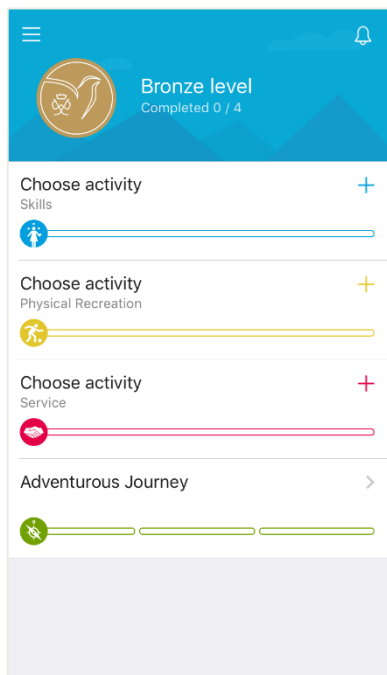 Bronze level
Completed 0 / 4
Choose activity
Skills
Choose activity
Physical Recreation
Choose activity
Service
Adventurous Journey